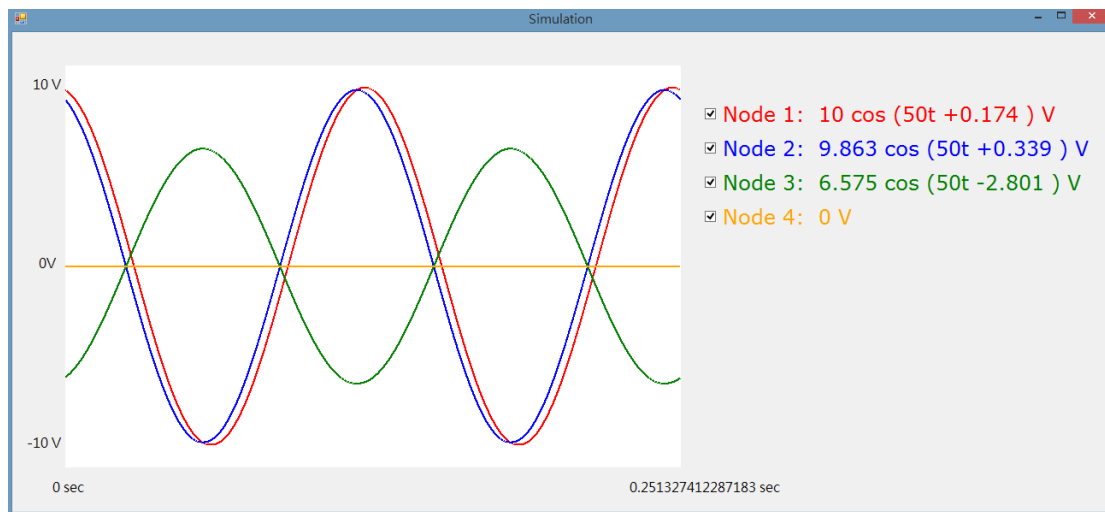 Simulation
10 V
0V
-10 V
0 sec
0.251327412287183 sec
Node 1: 10 cos (50t +0.174 ) V
Node 2: 9.863 cos (50t +0.339 ) V
Node 3: 6.575 cos (50t -2.801 ) V
Node 4: 0 V